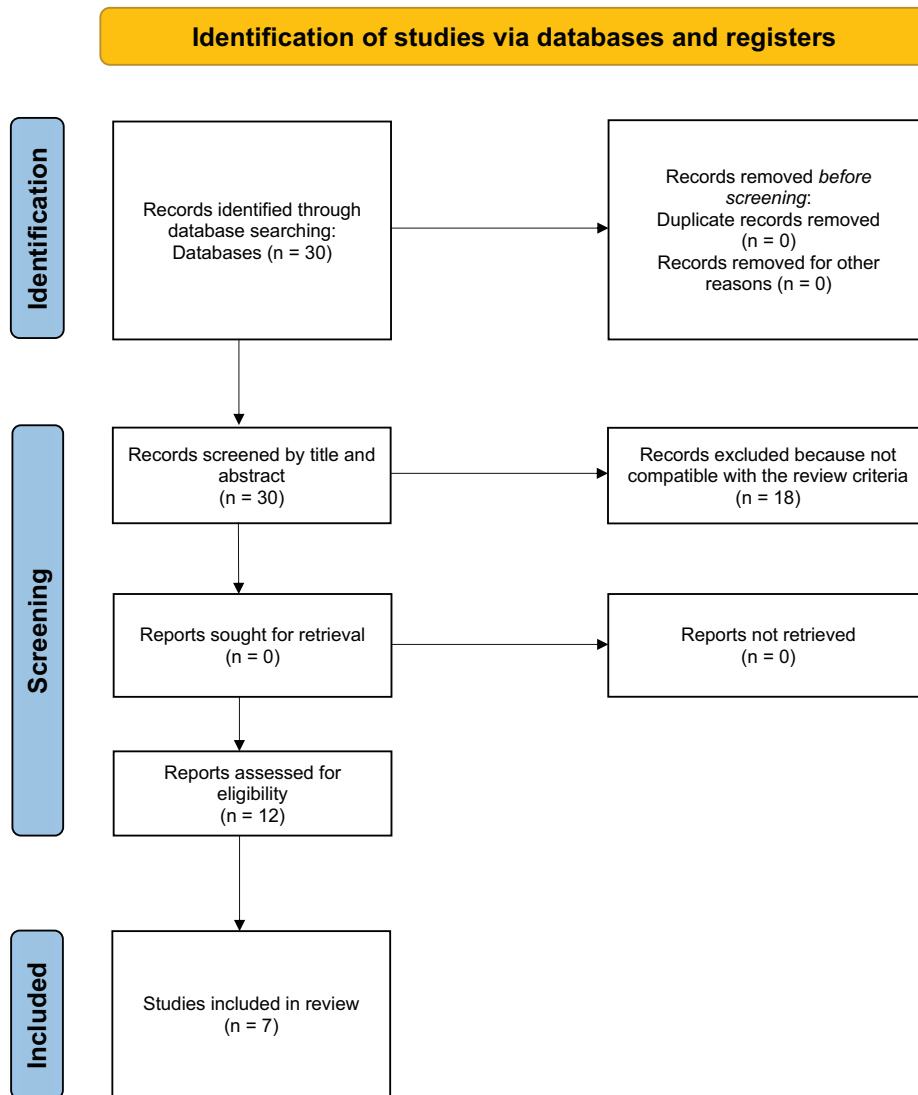 Identification of studies via databases and registers
Identification
Records identified through
database searching:
Databases (n = 30)
Records removed before
screening:
Duplicate records removed
(n = 0)
Records removed for other
reasons (n = 0)
Screening
Records screened by title and
abstract
(n = 30)
Records excluded because not
compatible with the review criteria
(n = 18)
Reports sought for retrieval
(n = 0)
Reports not retrieved
(n = 0)
Reports assessed for
eligibility
(n = 12)
Included
Studies included in review
(n = 7)